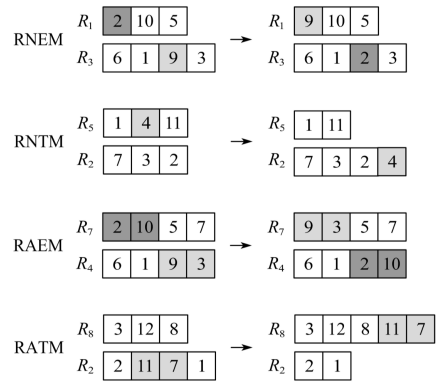 R₁ 2 10 5 R₁ 9 10 5
RNEM
R₃ 6 1 9 3 R₃ 6 1 2 3
R₅ 1 4 11 R₅ 1 11
RNTM
R₂ 7 3 2 R₂ 7 3 2 4
R₇ 2 10 5 7 R₇ 9 3 5 7
RAEM
R₄ 6 1 9 3 R₄ 6 1 2 10
R₈ 3 12 8 R₈ 3 12 8 11 7
RATM
R₂ 2 11 7 1 R₂ 2 1